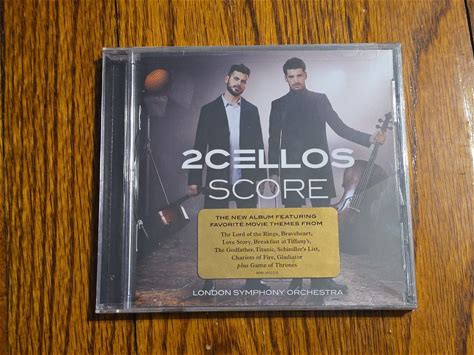 2CELLOS
SCORE
THE NEW ALBUM FEATURING
FAVORITE MOVIE THEMES FROM
The Lord of the Rings, Braveheart,
Love Story, Breakfast at Tiffany's,
The Godfather, Titanic, Schindler's List,
Chariots of Fire, Gladiator
plus Game of Thrones
LONDON SYMPHONY ORCHESTRA